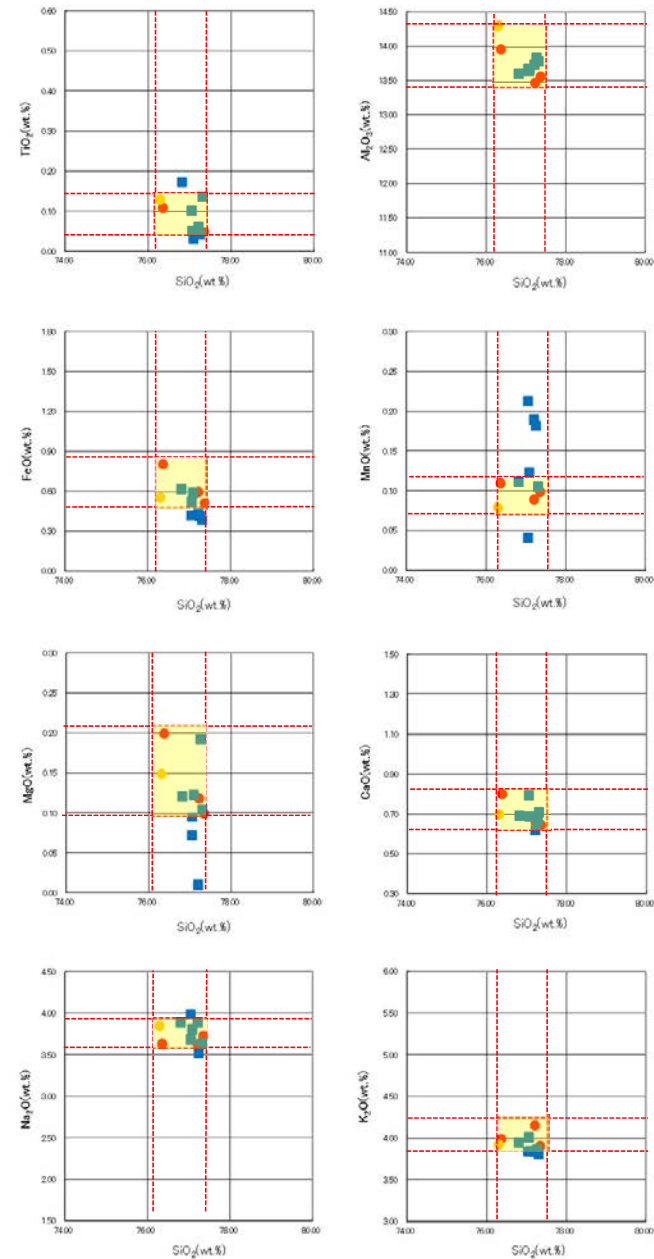 TiO₂(wt.%)
0.60
0.50
0.40
0.30
0.20
0.10
0.00
74.00 76.00 78.00 80.00
SiO₂(wt.%)
Al₂O₃(wt.%)
14.50
14.00
13.50
13.00
12.50
12.00
11.50
11.00
74.00 76.00 78.00 80.00
SiO₂(wt.%)
FeO(wt.%)
1.80
1.50
1.20
0.90
0.60
0.30
0.00
74.00 76.00 78.00 80.00
SiO₂(wt.%)
MnO(wt.%)
0.30
0.25
0.20
0.15
0.10
0.05
0.00
74.00 76.00 78.00 80.00
SiO₂(wt.%)
MgO(wt.%)
0.30
0.25
0.20
0.15
0.10
0.05
0.00
74.00 76.00 78.00 80.00
SiO₂(wt.%)
CaO(wt.%)
1.50
1.30
1.10
0.90
0.70
0.50
0.30
74.00 76.00 78.00 80.00
SiO₂(wt.%)
Na₂O(wt.%)
4.50
4.00
3.50
3.00
2.50
2.00
1.50
74.00 76.00 78.00 80.00
SiO₂(wt.%)
K₂O(wt.%)
6.00
5.50
5.00
4.50
4.00
3.50
3.00
74.00 76.00 78.00 80.00
SiO₂(wt.%)